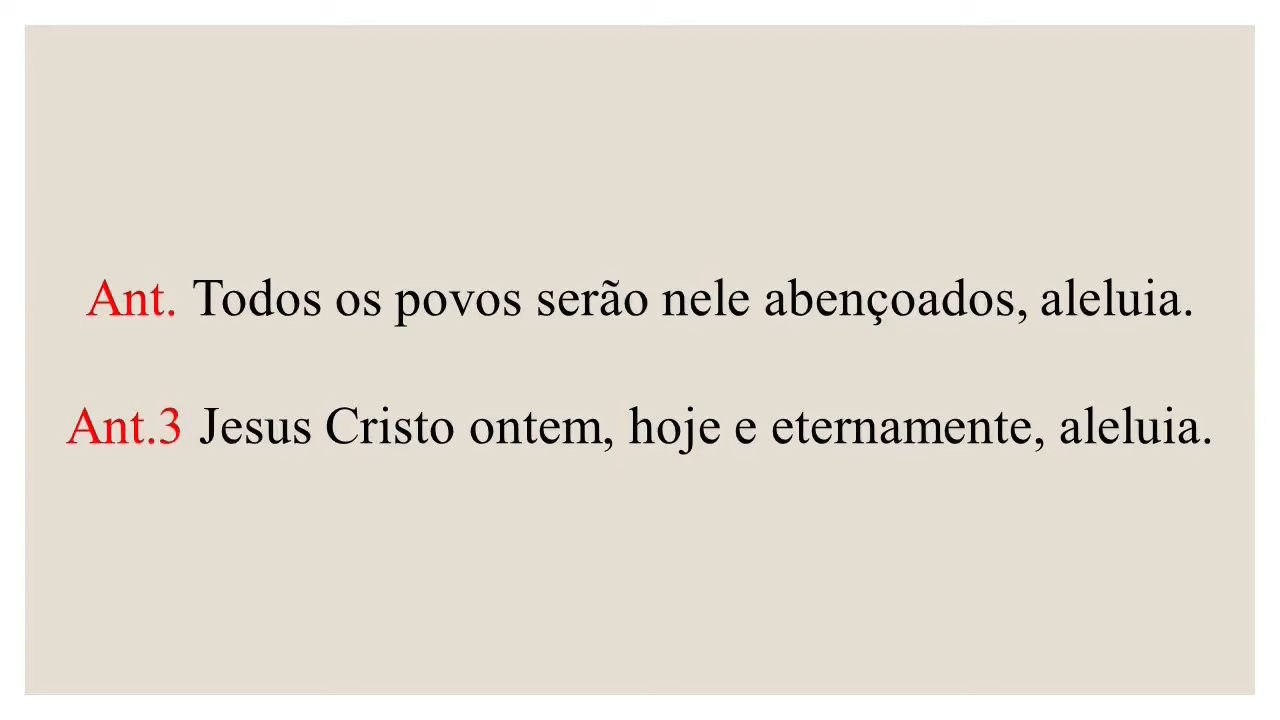 Ant. Todos os povos serão nele abençoados, aleluia.
Ant.3 Jesus Cristo ontem, hoje e eternamente, aleluia.